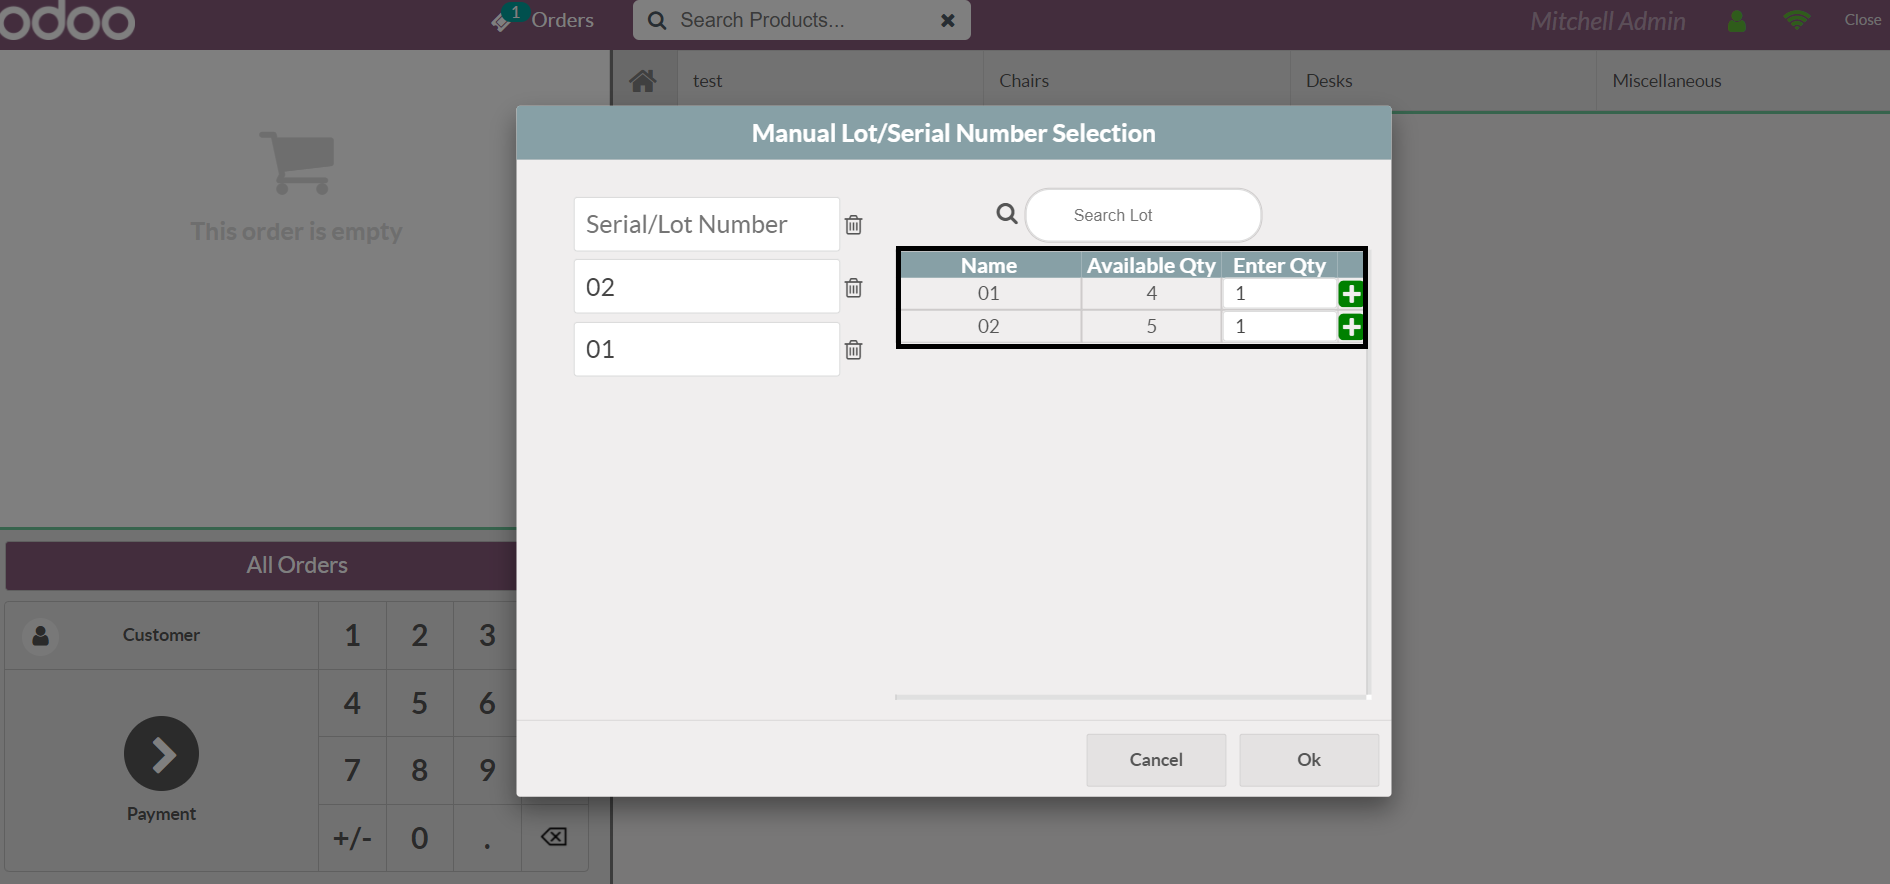 odoo
1
Orders
Search Products...
Mitchell Admin
Close
test
Chairs
Desks
Miscellaneous
This order is empty
Manual Lot/Serial Number Selection
Serial/Lot Number
02
01
Search Lot
Name Available Qty Enter Qty
01 4 1
02 5 1
Cancel
Ok
All Orders
Customer
Payment
1 2 3
4 5 6
7 8 9
+/- 0 .